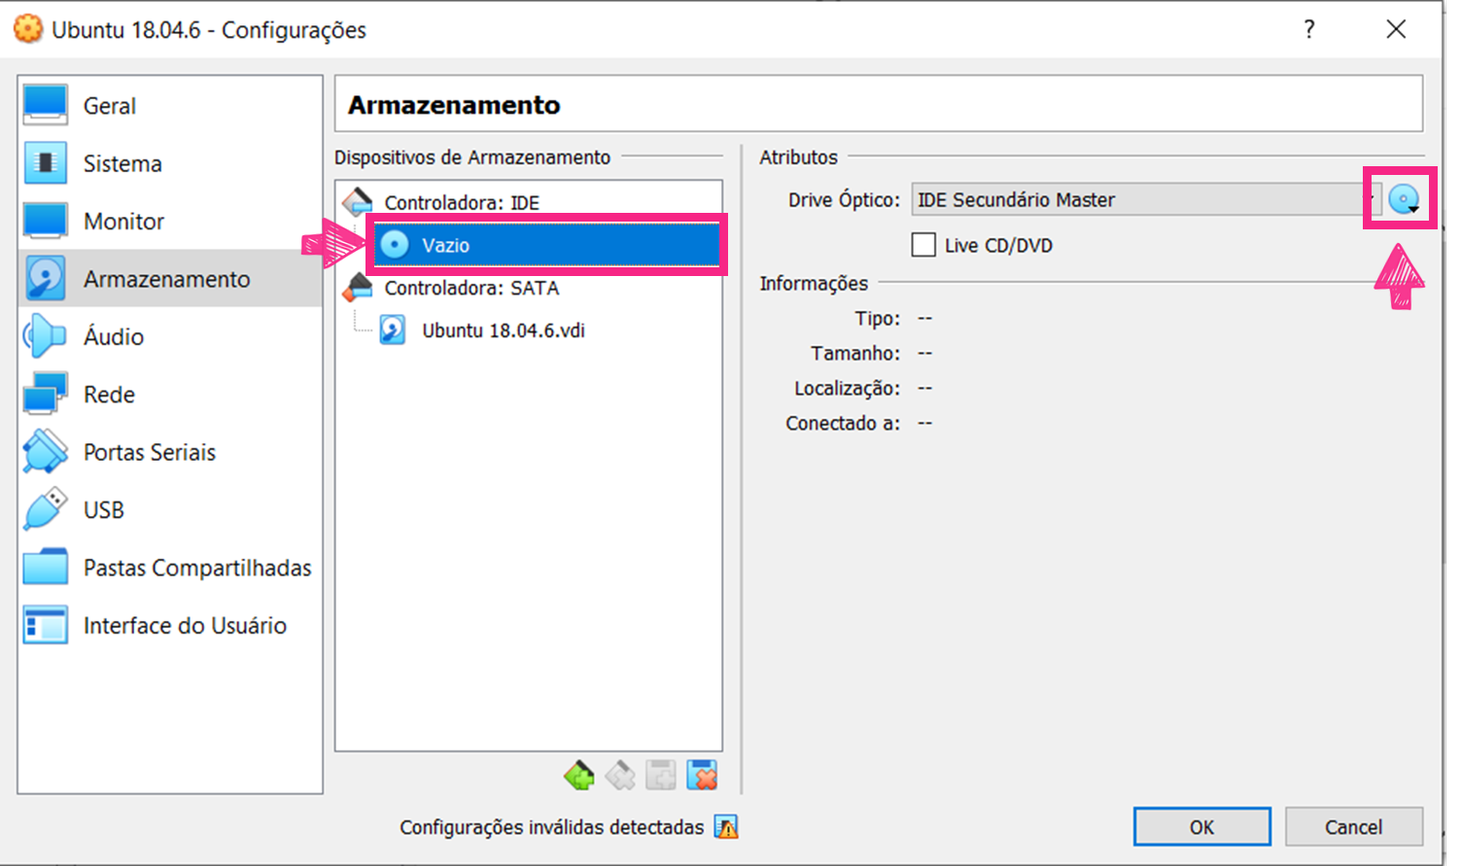 Ubuntu 18.04.6 - Configurações
?
Geral
Sistema
Monitor
Armazenamento
Áudio
Rede
Portas Seriais
USB
Pastas Compartilhadas
Interface do Usuário
Armazenamento
Dispositivos de Armazenamento
Controladora: IDE
Vazio
Controladora: SATA
Ubuntu 18.04.6.vdi
Atributos
Drive Óptico: IDE Secundário Master
Live CD/DVD
Informações
Tipo: --
Tamanho: --
Localização: --
Conectado a: --
Configurações inválidas detectadas
OK
Cancel